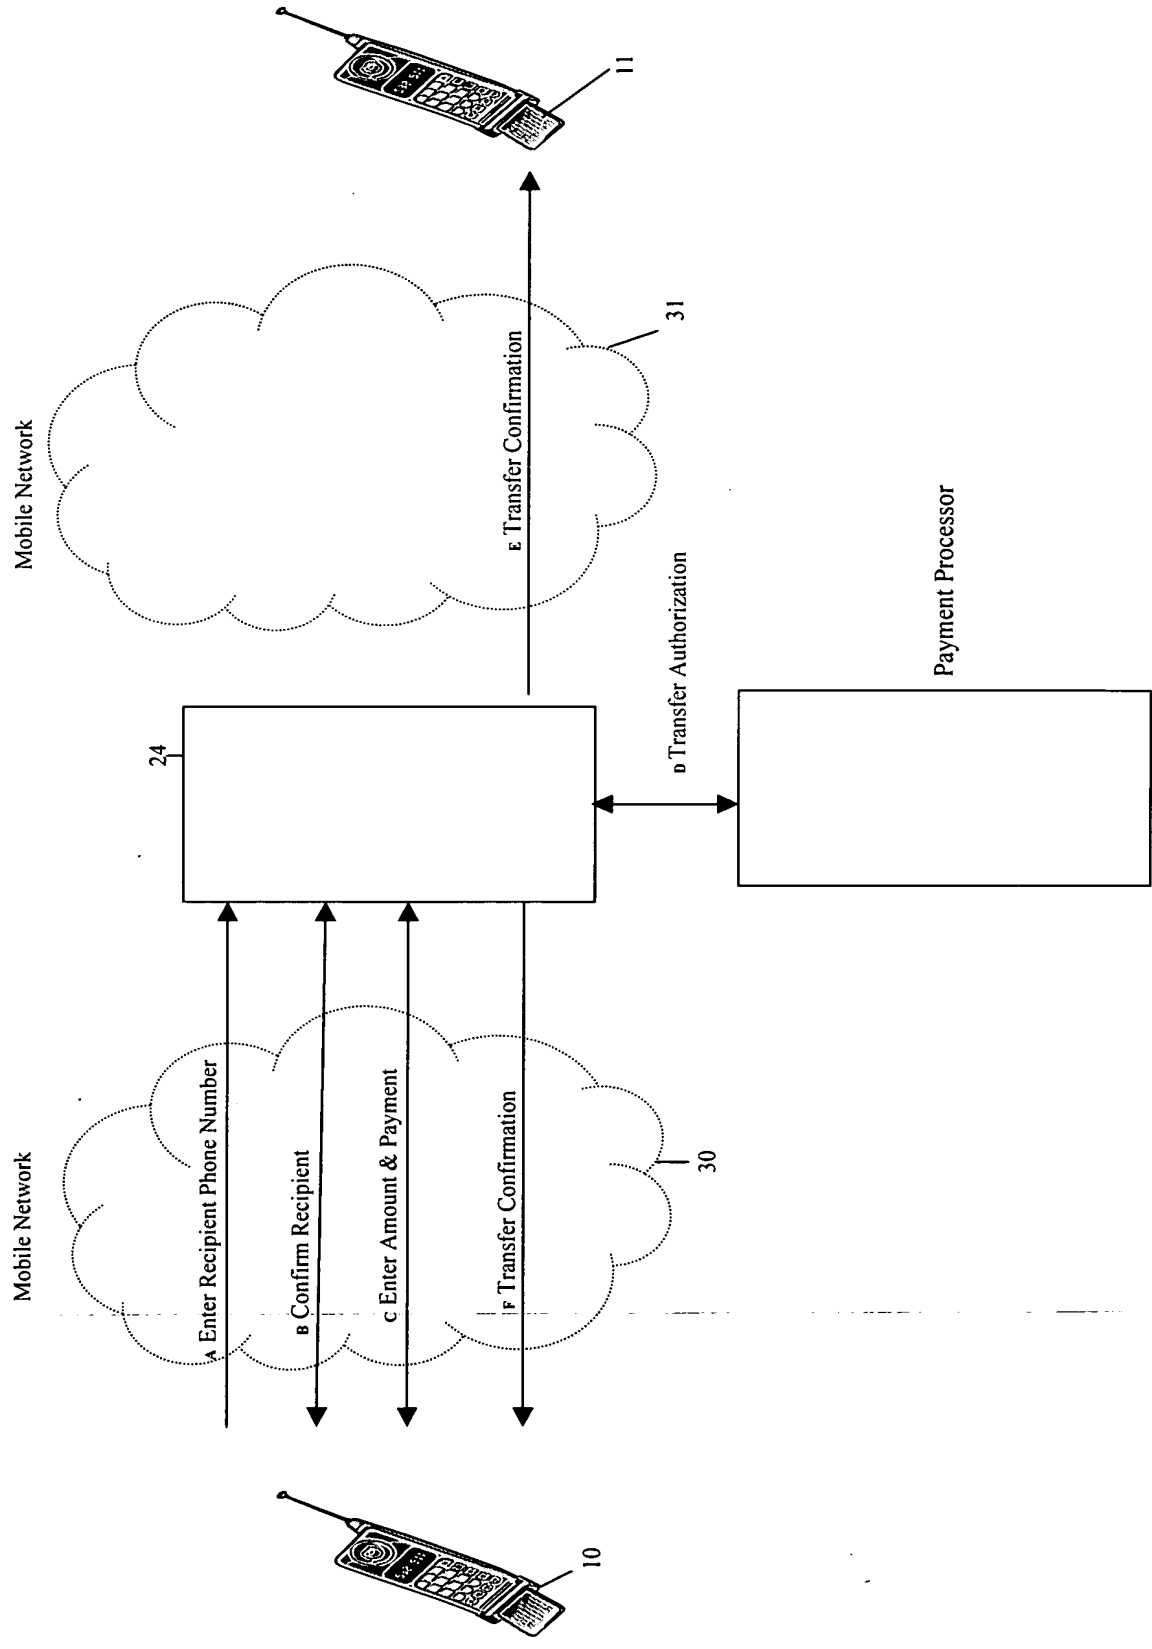 Mobile Network
Mobile Network
A Enter Recipient Phone Number
B Confirm Recipient
C Enter Amount & Payment
F Transfer Confirmation
E Transfer Confirmation
D Transfer Authorization
Payment Processor
24
10
30
31
11